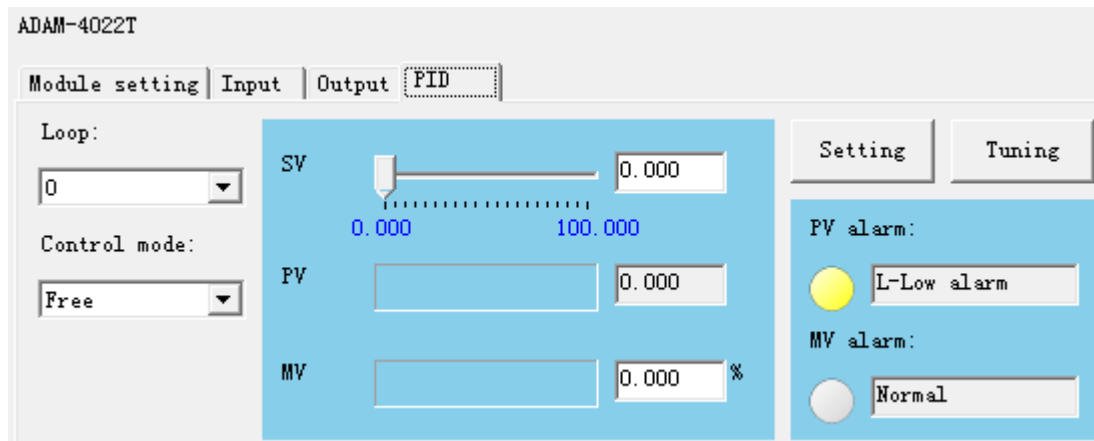 ADAM-4022T
Module setting Input Output PID
Loop:
0
Control mode:
Free
SV 0.000
0.000 100.000
PV 0.000
MV 0.000 %
Setting Tuning
PV alarm:
L-Low alarm
MV alarm:
Normal